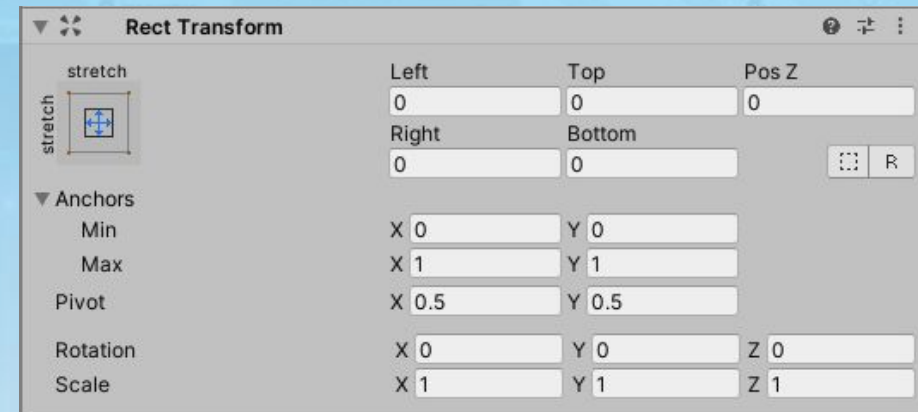 Rect Transform
stretch
stretch
Left Top Pos Z
0 0 0
Right Bottom
0 0
R
Anchors
Min X 0 Y 0
Max X 1 Y 1
Pivot X 0.5 Y 0.5
Rotation X 0 Y 0 Z 0
Scale X 1 Y 1 Z 1